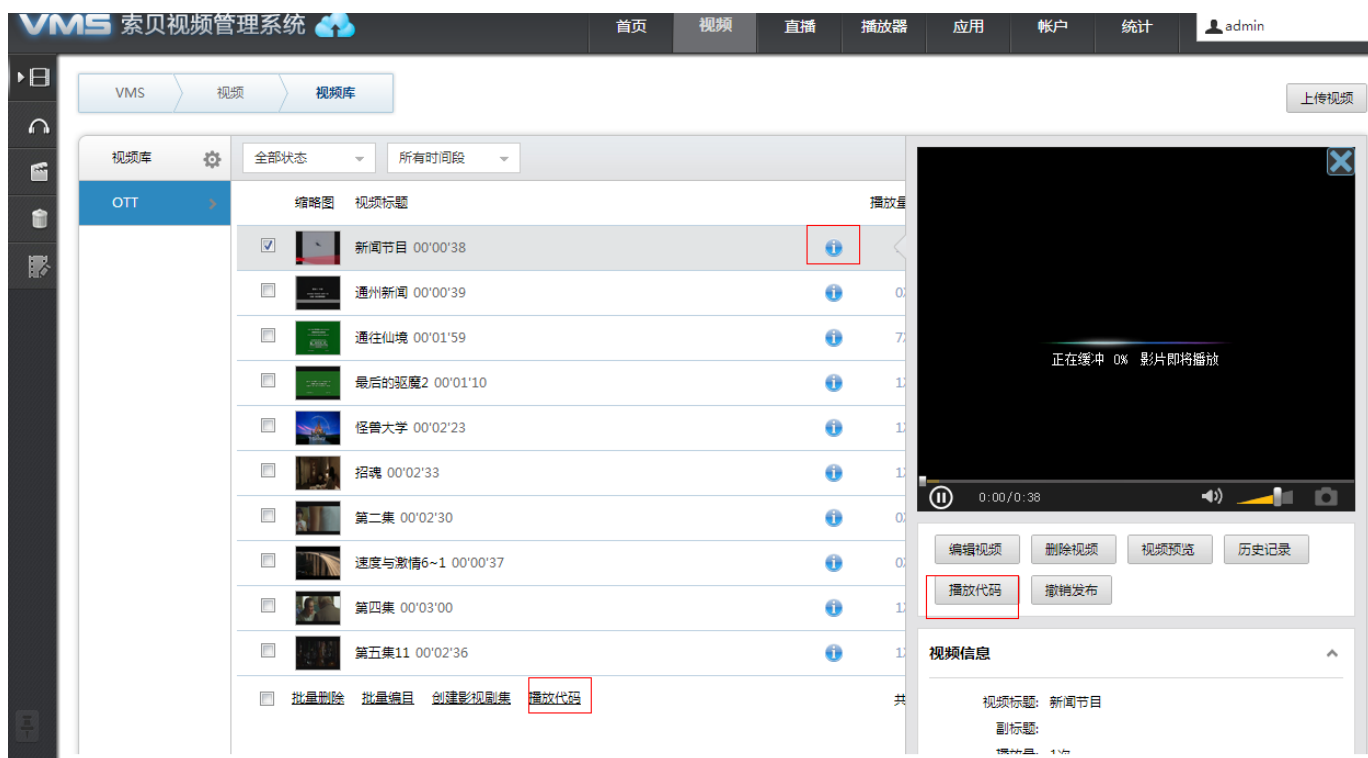 VMS 索贝视频管理系统
首页 视频 直播 播放器 应用 帐户 统计 admin
VMS 视频 视频库
上传视频
视频库 全部状态 所有时间段
OTT
缩略图 视频标题 播放量
新闻节目 00'00'38
通州新闻 00'00'39
通往仙境 00'01'59
最后的驱魔2 00'01'10
怪兽大学 00'02'23
招魂 00'02'33
第二集 00'02'30
速度与激情6~1 00'00'37
第四集 00'03'00
第五集11 00'02'36
批量删除 批量编目 创建影视剧集 播放代码 共
正在缓冲 0% 影片即将播放
0:00/0:38
编辑视频 删除视频 视频预览 历史记录
播放代码 撤销发布
视频信息
视频标题: 新闻节目
副标题:
播放量: 1次